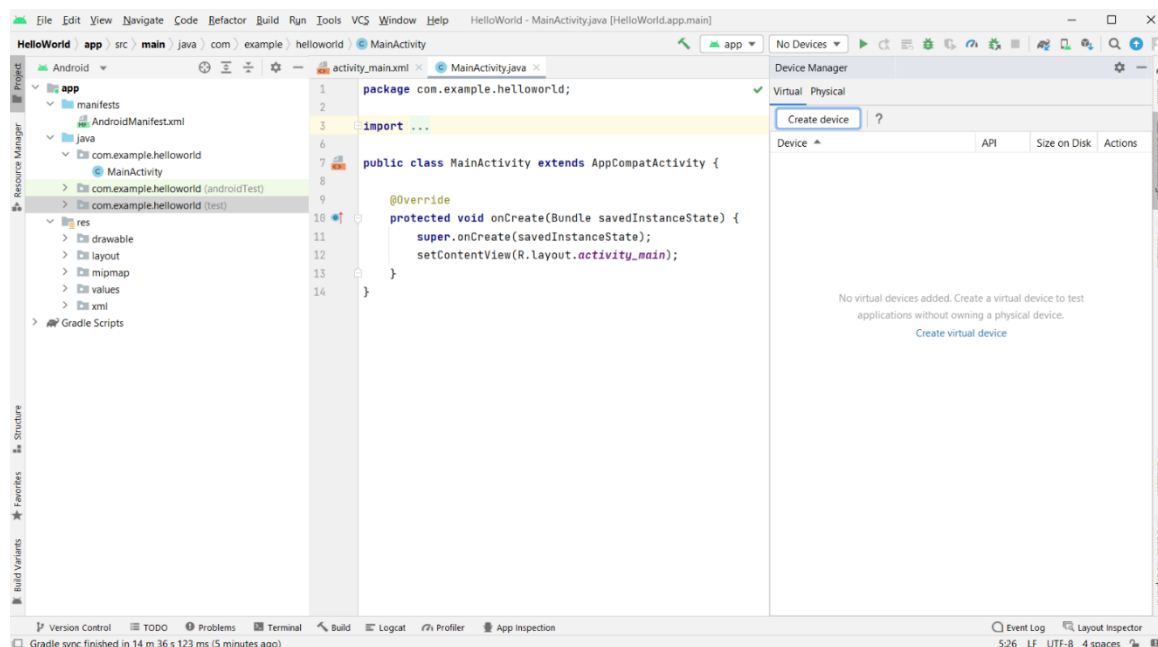 File Edit View Navigate Code Refactor Build Run Tools VCS Window Help HelloWorld - MainActivity.java [HelloWorld.app.main]
HelloWorld app src main java com example helloworld MainActivity
app
No Devices
Project
Resource Manager
Structure
Favorites
Build Variants
Android
app
manifests
AndroidManifest.xml
java
com.example.helloworld
MainActivity
com.example.helloworld (androidTest)
com.example.helloworld (test)
res
drawable
layout
mipmap
values
xml
Gradle Scripts
activity_main.xml MainActivity.java
1 package com.example.helloworld;
2
3 import ...
6
7 public class MainActivity extends AppCompatActivity {
8
9 @Override
10 protected void onCreate(Bundle savedInstanceState) {
11 super.onCreate(savedInstanceState);
12 setContentView(R.layout.activity_main);
13 }
14 }
Device Manager
Virtual Physical
Create device ?
Device API Size on Disk Actions
No virtual devices added. Create a virtual device to test
applications without owning a physical device.
Create virtual device
Version Control TODO Problems Terminal Build Logcat Profiler App Inspection Event Log Layout Inspector
Gradle sync finished in 14 m 36 s 123 ms (5 minutes ago) 5:26 LF UTF-8 4 spaces